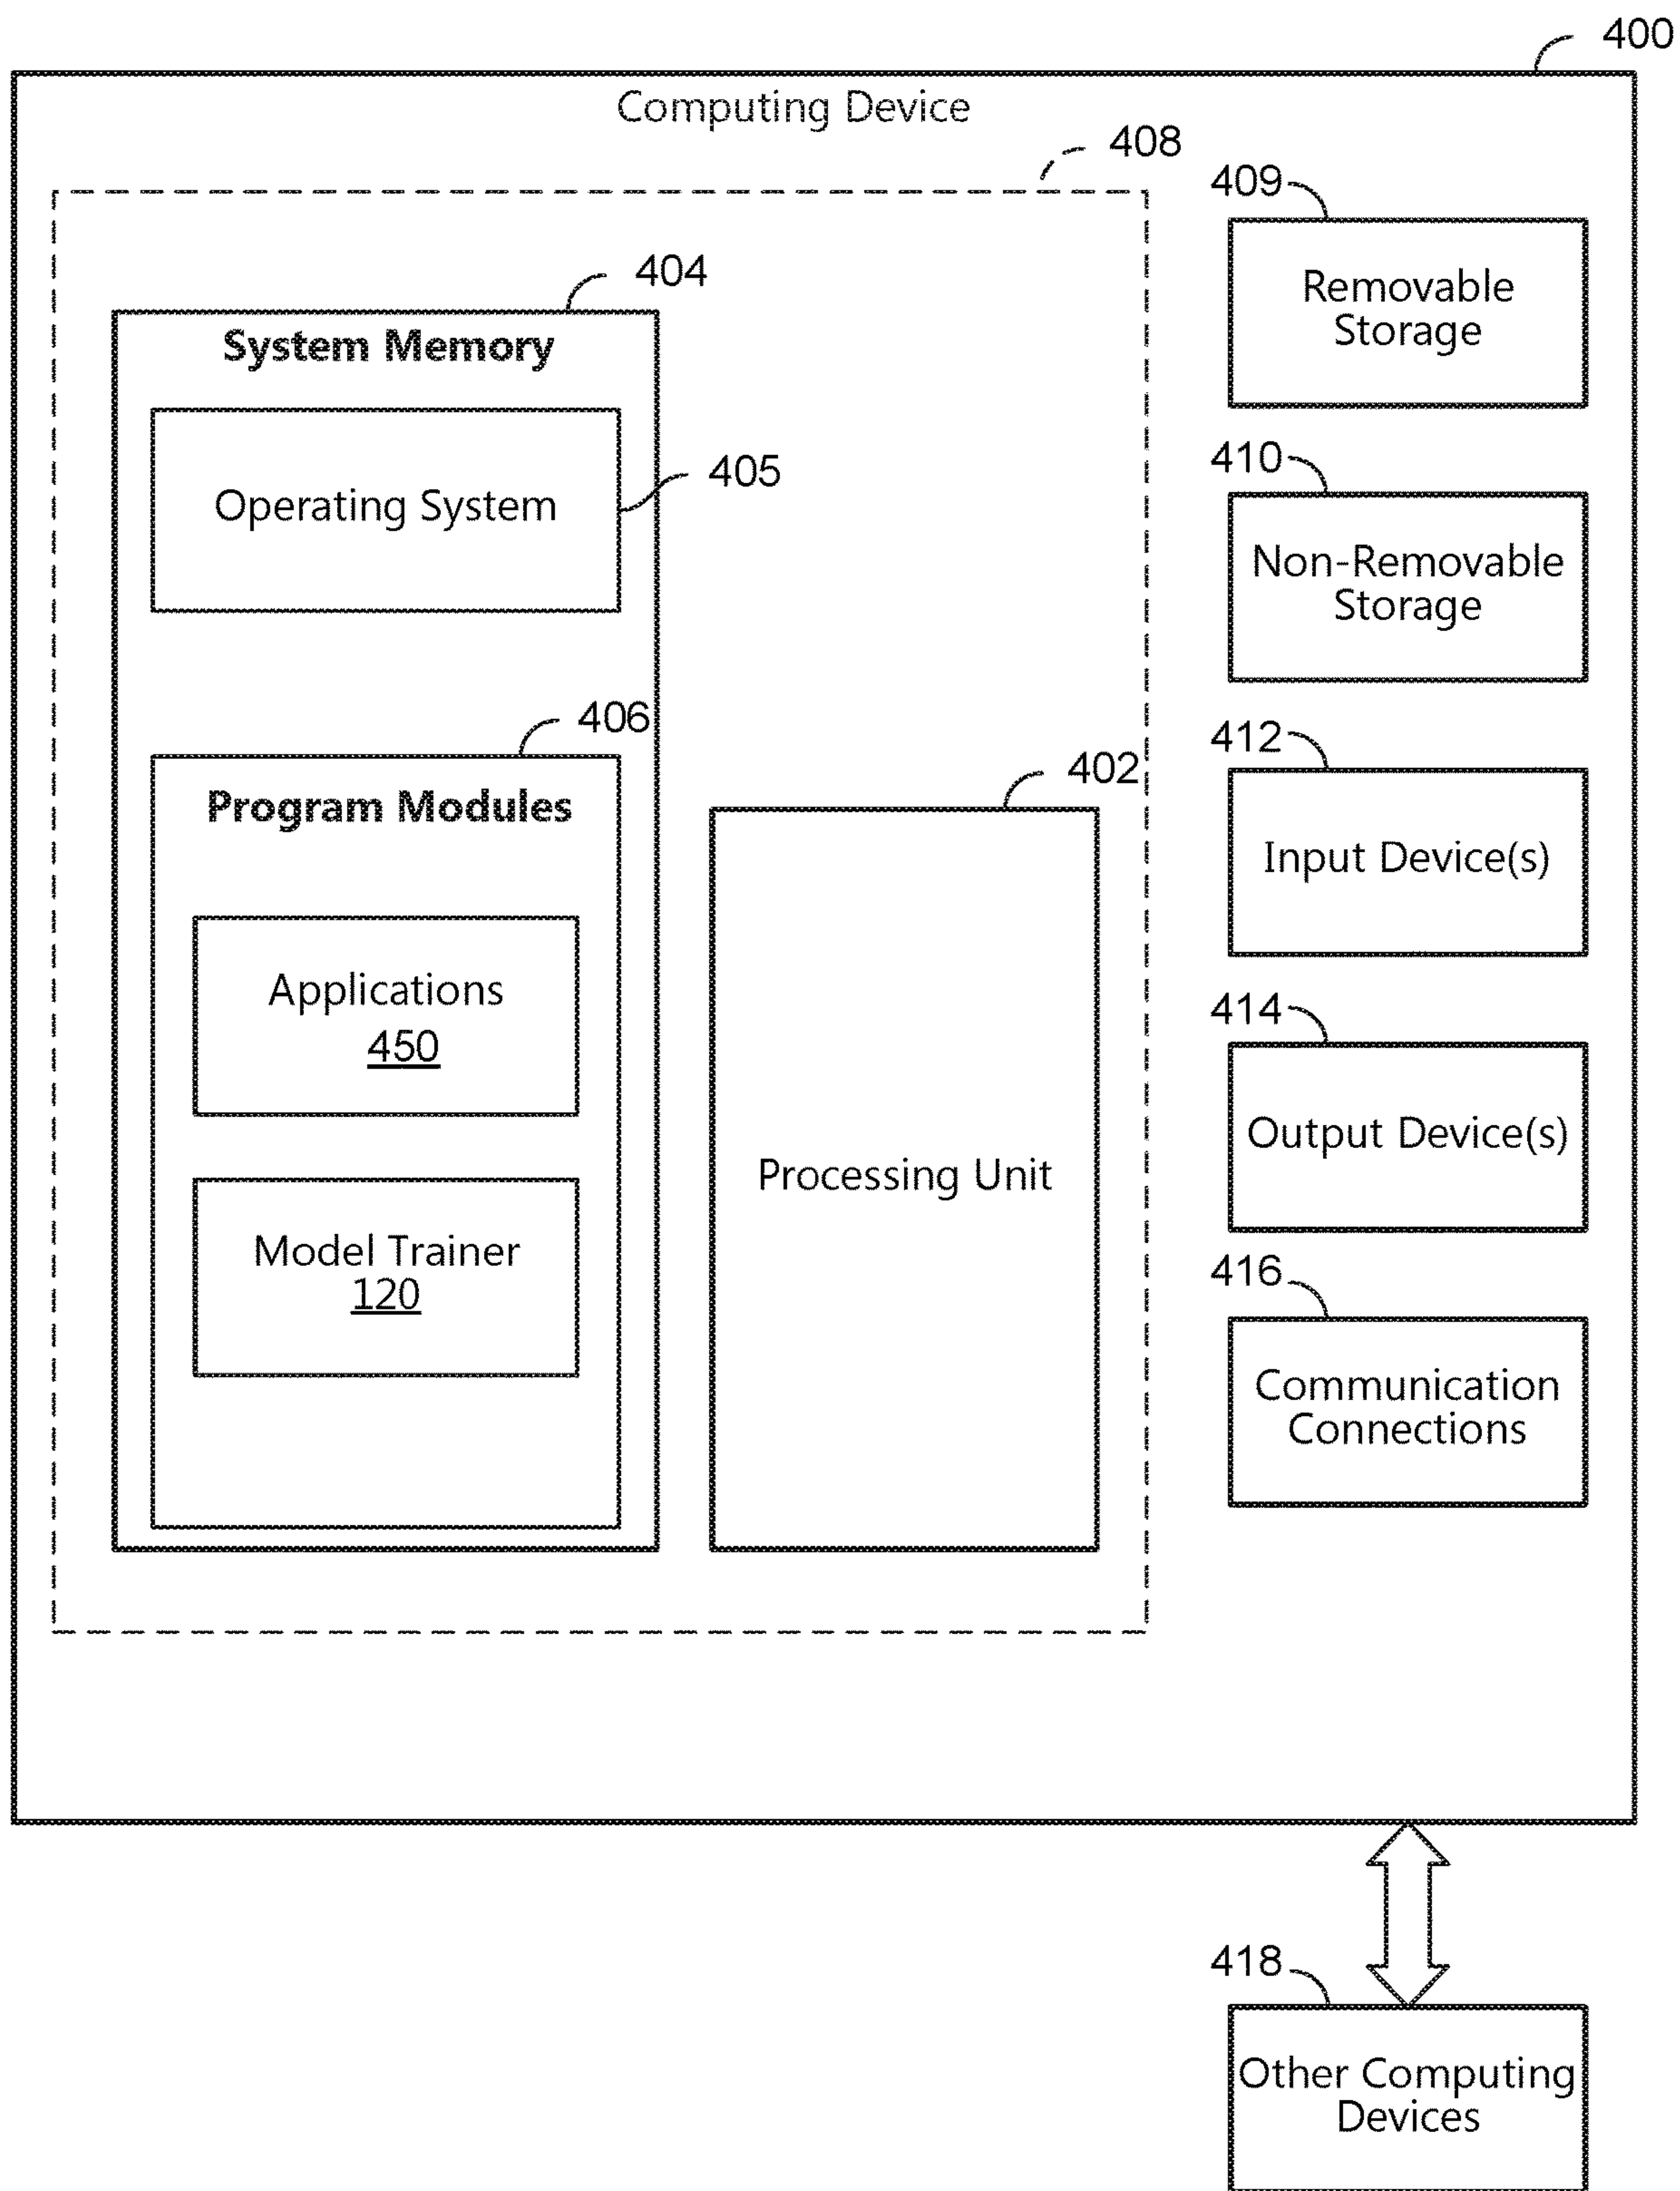 400
Computing Device
408
409
Removable
Storage
404
System Memory
Operating System
405
410
Non-Removable
Storage
406
Program Modules
402
412
Input Device(s)
Applications
450
414
Output Device(s)
Processing Unit
Model Trainer
120
416
Communication
Connections
418
Other Computing
Devices